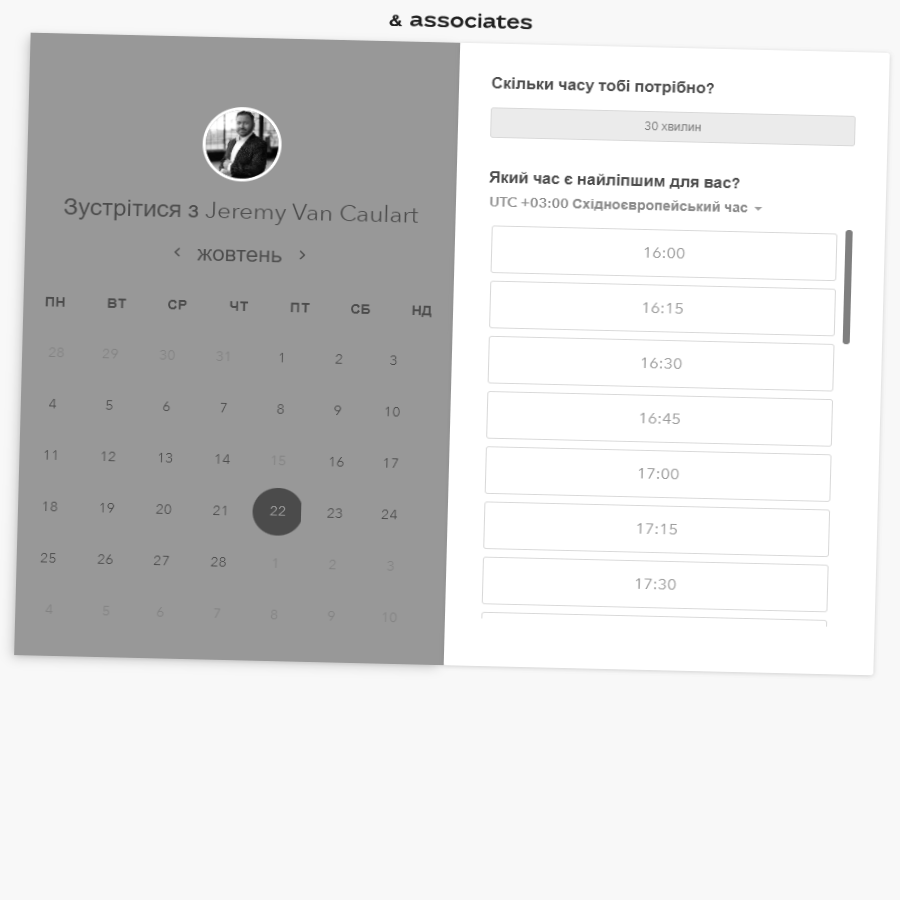 & associates
Зустрітися з Jeremy Van Caulart
жовтень
ПН ВТ СР ЧТ ПТ СБ НД
28 29 30 31 1 2 3
4 5 6 7 8 9 10
11 12 13 14 15 16 17
18 19 20 21 22 23 24
25 26 27 28 1 2 3
4 5 6 7 8 9 10
Скільки часу тобі потрібно?
30 хвилин
Який час є найліпшим для вас?
UTC +03:00 Східноєвропейський час
16:00
16:15
16:30
16:45
17:00
17:15
17:30